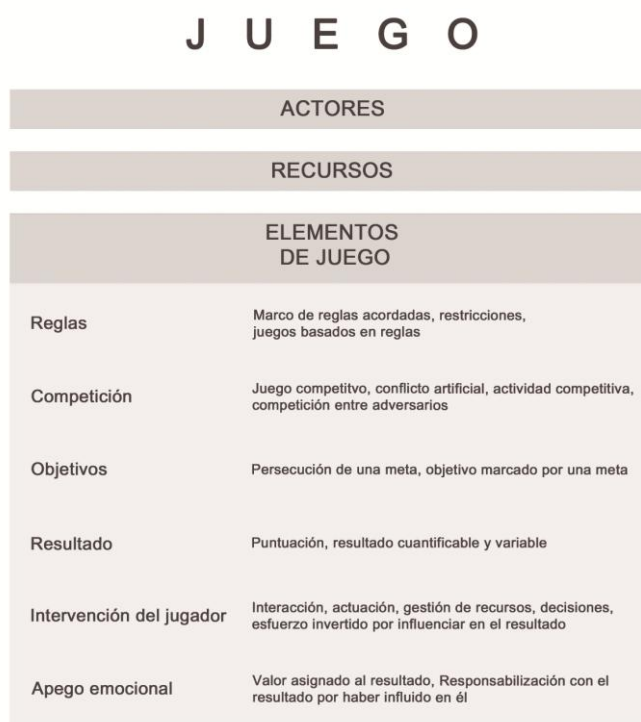 J U E G O
ACTORES
RECURSOS
ELEMENTOS
DE JUEGO
Reglas
Marco de reglas acordadas, restricciones,
juegos basados en reglas
Competición
Juego competitvo, conflicto artificial, actividad competitiva,
competición entre adversarios
Objetivos
Persecución de una meta, objetivo marcado por una meta
Resultado
Puntuación, resultado cuantificable y variable
Intervención del jugador
Interacción, actuación, gestión de recursos, decisiones,
esfuerzo invertido por influenciar en el resultado
Apego emocional
Valor asignado al resultado, Responsabilización con el
resultado por haber influido en él